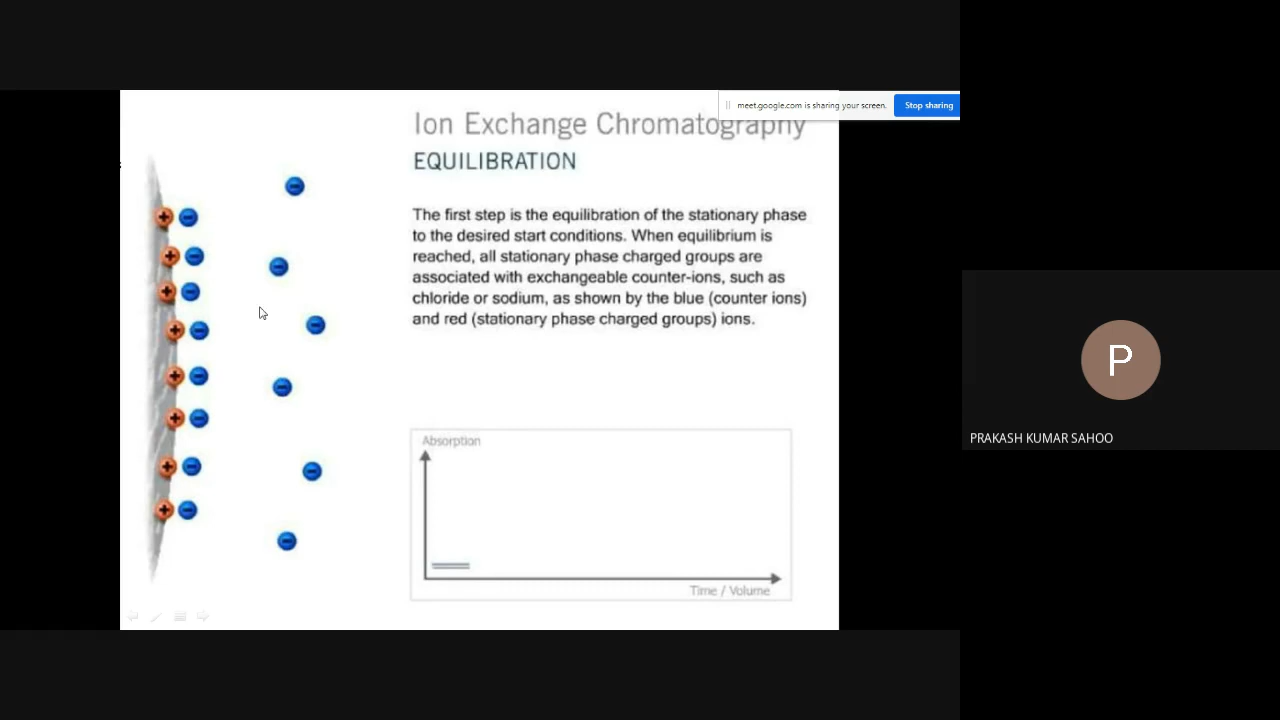 meet.google.com is sharing your screen.
Stop sharing
Ion Exchange Chromatography
EQUILIBRATION
The first step is the equilibration of the stationary phase
to the desired start conditions. When equilibrium is
reached, all stationary phase charged groups are
associated with exchangeable counter-ions, such as
chloride or sodium, as shown by the blue (counter ions)
and red (stationary phase charged groups) ions.
Absorption
Time / Volume
P
PRAKASH KUMAR SAHOO